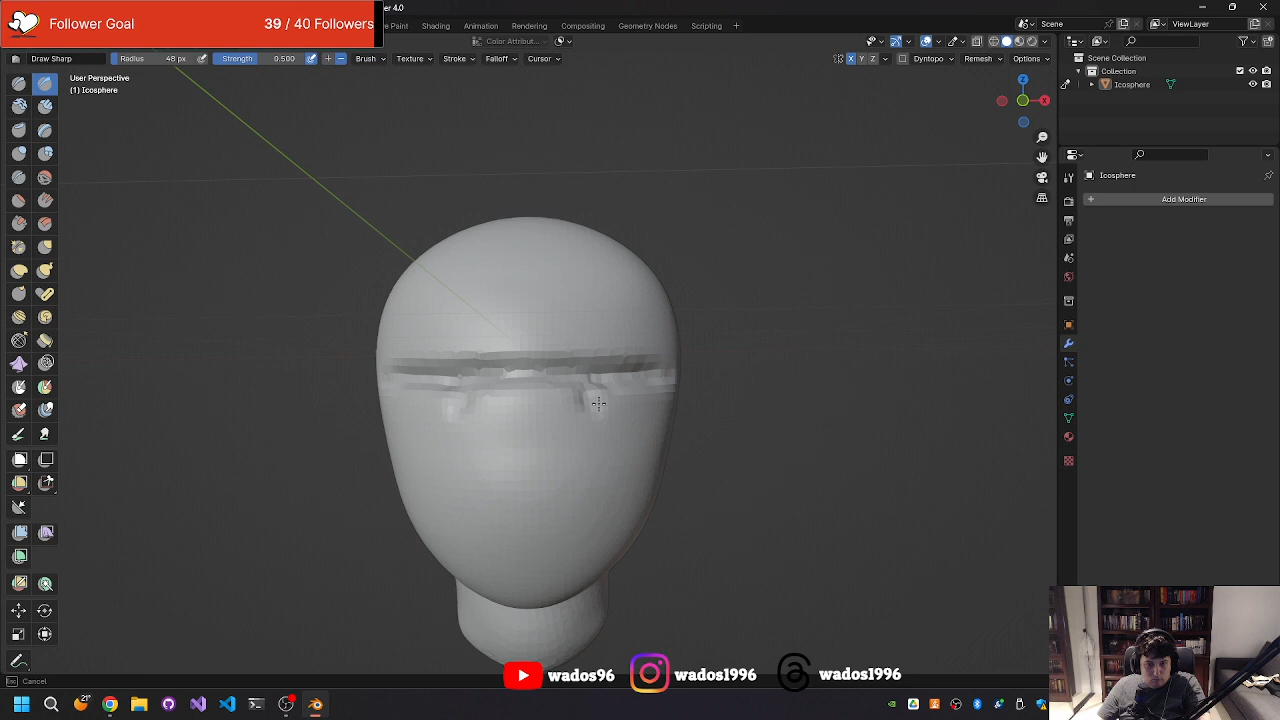 Follower Goal 39 / 40 Followers
4.0
Paint Shading Animation Rendering Compositing Geometry Nodes Scripting + Scene ViewLayer
Color Attribut...
Draw Sharp Radius 48 px Strength 0.500 + − Brush Texture Stroke Falloff Cursor X Y Z Dyntopo Remesh Options
User Perspective
(1) Icosphere
Z
X
Scene Collection
Collection
Icosphere
Icosphere
+ Add Modifier
Cancel
wados96 wados1996 wados1996